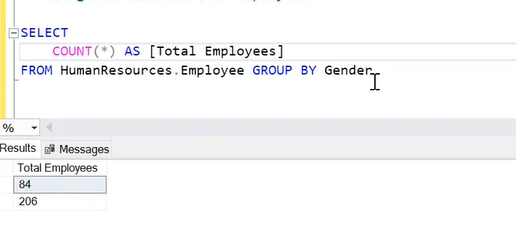 SELECT
COUNT(*) AS [Total Employees]
FROM HumanResources.Employee GROUP BY Gender
%
Results Messages
Total Employees
84
206